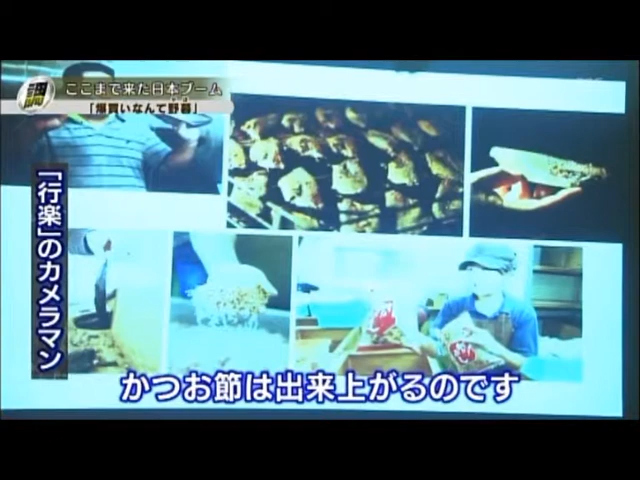 調
ここまで来た日本ブーム
「爆買いなんて野暮」
「行楽」のカメラマン
かつお節は出来上がるのです